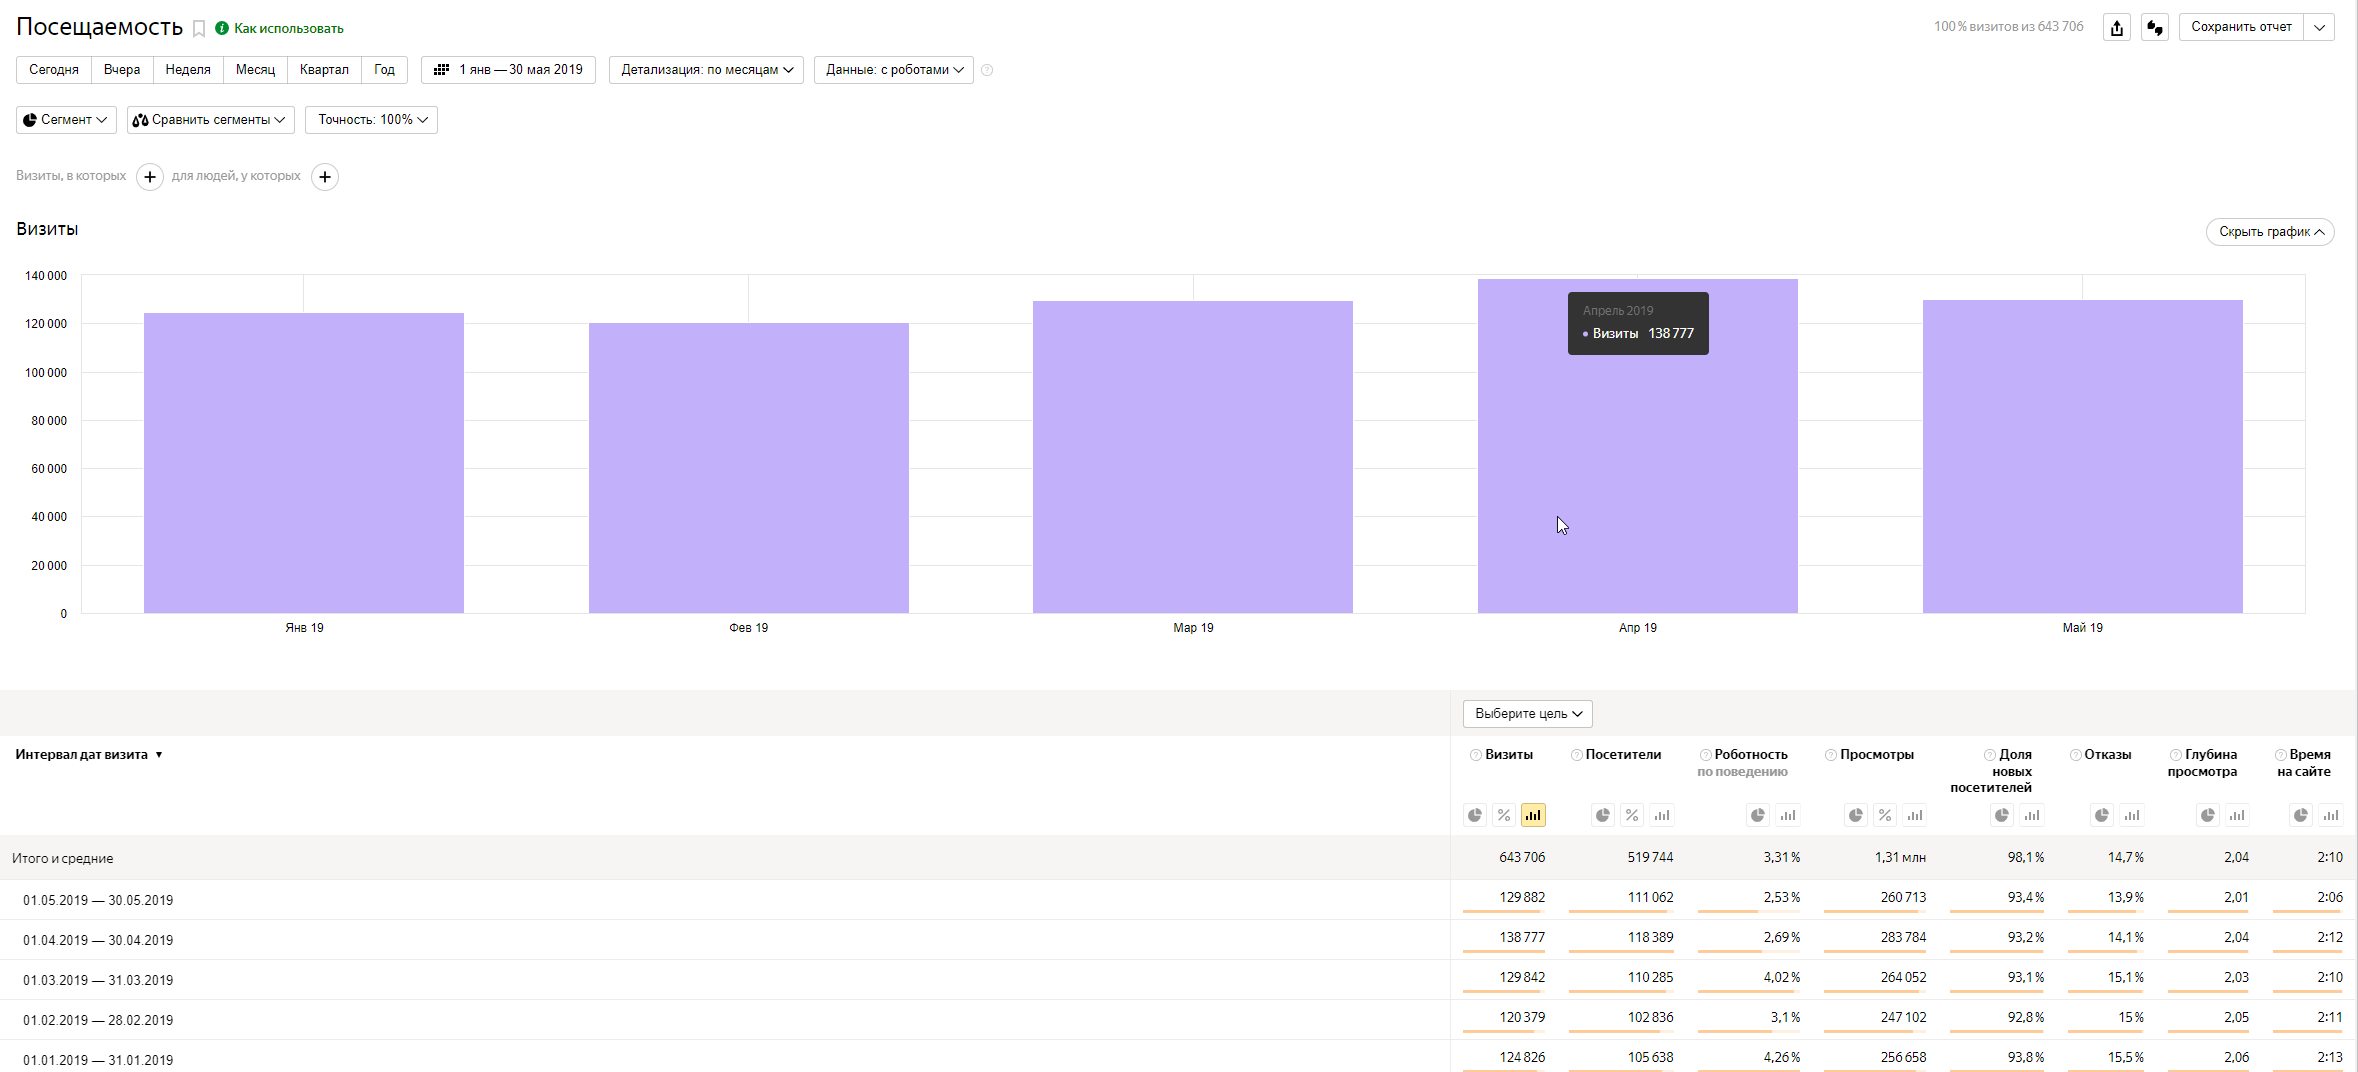 Посещаемость Как использовать 100 % визитов из 643 706 Сохранить отчет
Сегодня Вчера Неделя Месяц Квартал Год 1 янв — 30 мая 2019 Детализация: по месяцам Данные: с роботами
Сегмент Сравнить сегменты Точность: 100%
Визиты, в которых + для людей, у которых +
Визиты Скрыть график
140 000
120 000
100 000
80 000
60 000
40 000
20 000
0
Апрель 2019
Визиты 138 777
Янв 19 Фев 19 Мар 19 Апр 19 Май 19
Выберите цель
Интервал дат визита ▼ Визиты Посетители Роботность по поведению Просмотры Доля новых посетителей Отказы Глубина просмотра Время на сайте
% % %
Итого и средние 643 706 519 744 3,31 % 1,31 млн 98,1 % 14,7 % 2,04 2:10
01.05.2019 — 30.05.2019 129 882 111 062 2,53 % 260 713 93,4 % 13,9 % 2,01 2:06
01.04.2019 — 30.04.2019 138 777 118 389 2,69 % 283 784 93,2 % 14,1 % 2,04 2:12
01.03.2019 — 31.03.2019 129 842 110 285 4,02 % 264 052 93,1 % 15,1 % 2,03 2:10
01.02.2019 — 28.02.2019 120 379 102 836 3,1 % 247 102 92,8 % 15 % 2,05 2:11
01.01.2019 — 31.01.2019 124 826 105 638 4,26 % 256 658 93,8 % 15,5 % 2,06 2:13